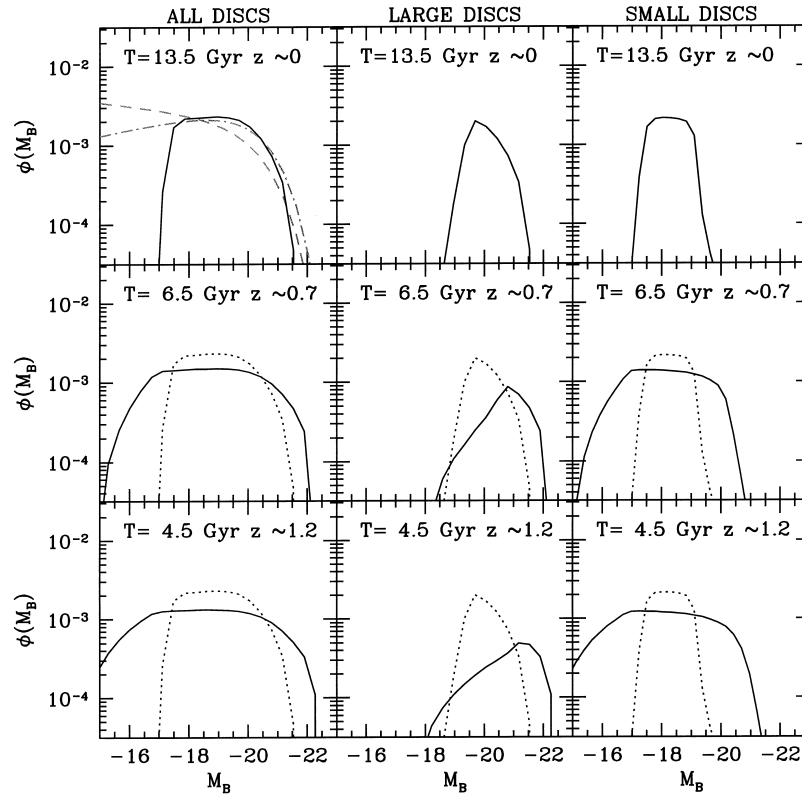 ALL DISCS LARGE DISCS SMALL DISCS
T=13.5 Gyr z ~0 T=13.5 Gyr z ~0 T=13.5 Gyr z ~0
10⁻²
10⁻³
10⁻⁴
ϕ(M_B)
T= 6.5 Gyr z ~0.7 T= 6.5 Gyr z ~0.7 T= 6.5 Gyr z ~0.7
10⁻²
10⁻³
10⁻⁴
ϕ(M_B)
T= 4.5 Gyr z ~1.2 T= 4.5 Gyr z ~1.2 T= 4.5 Gyr z ~1.2
10⁻²
10⁻³
10⁻⁴
ϕ(M_B)
−16 −18 −20 −22 −16 −18 −20 −22 −16 −18 −20 −22
M_B M_B M_B